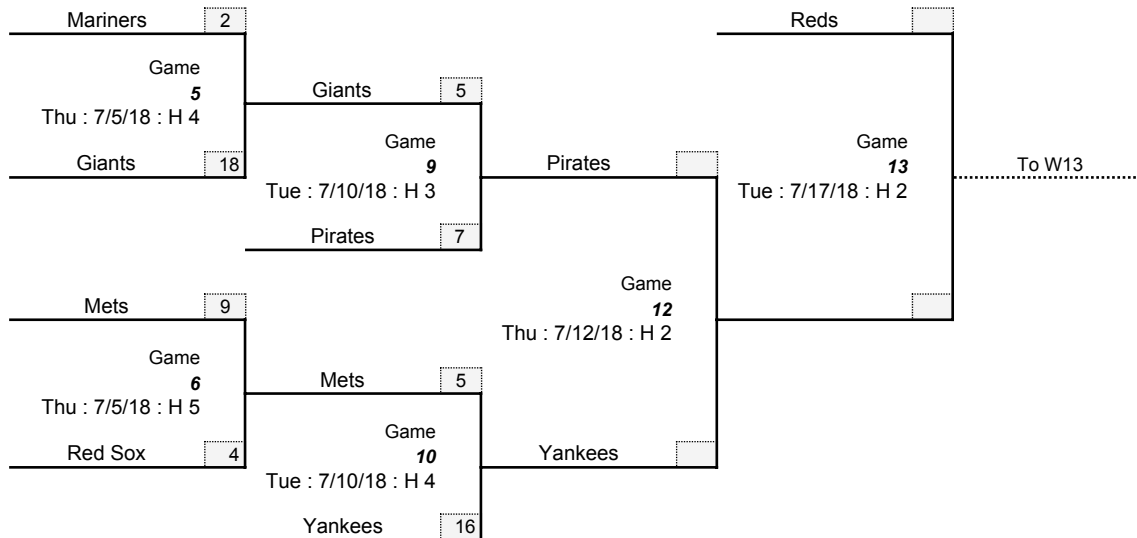 Mariners 2 Reds
Game
5
Thu : 7/5/18 : H 4
Giants 5
Game
9
Tue : 7/10/18 : H 3
Giants 18
Pirates
Game
13
Tue : 7/17/18 : H 2
To W13
Pirates 7
Mets 9
Game
12
Thu : 7/12/18 : H 2
Game
6
Thu : 7/5/18 : H 5
Mets 5
Red Sox 4
Game
10
Tue : 7/10/18 : H 4
Yankees
Yankees 16